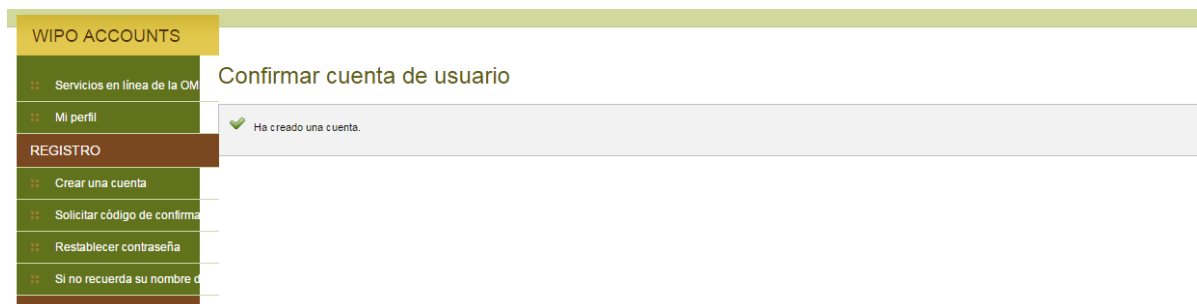 WIPO ACCOUNTS
Servicios en línea de la OM
Mi perfil
REGISTRO
Crear una cuenta
Solicitar código de confirma
Restablecer contraseña
Si no recuerda su nombre d
Confirmar cuenta de usuario
Ha creado una cuenta.